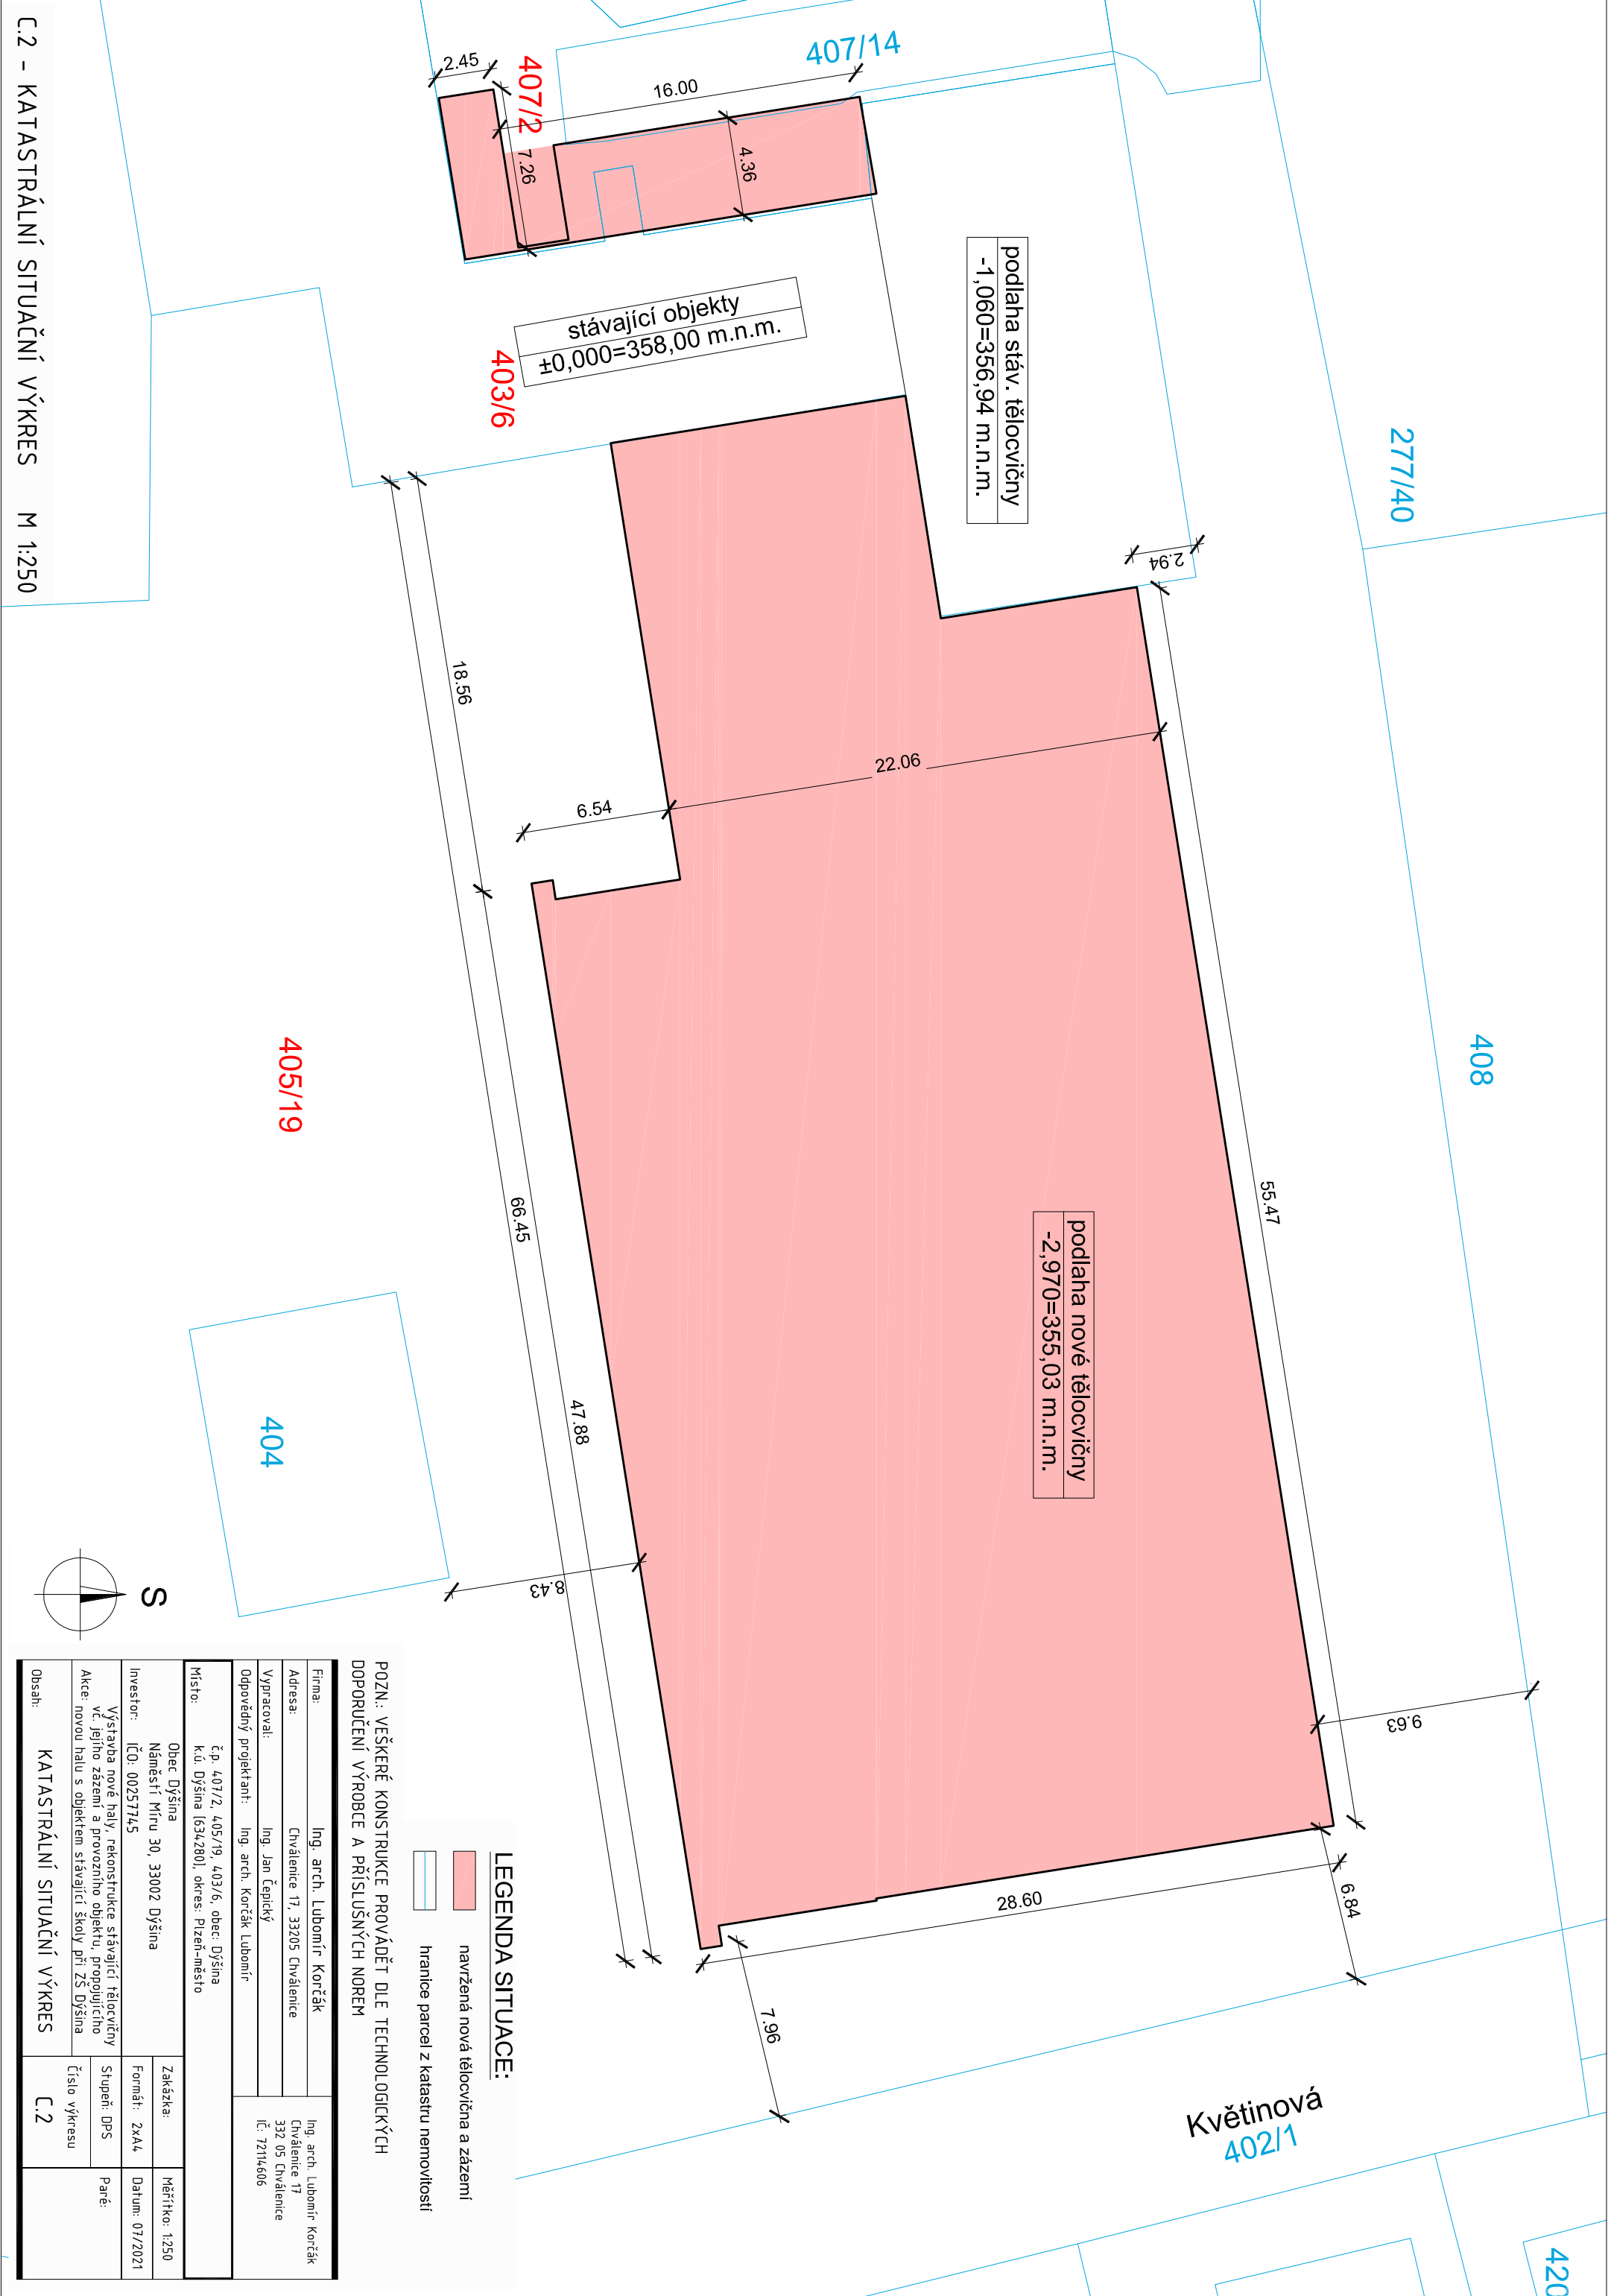 277/40
408
420
407/14
podlaha stáv. tělocvičny
-1,060=356,94 m.n.m.
2.94
55.47
9.63
6.84
Květinová
402/1
2.45
407/2
16.00
7.26
4.36
stávající objekty
±0,000=358,00 m.n.m.
403/6
22.06
6.54
18.56
podlaha nové tělocvičny
-2,970=355,03 m.n.m.
28.60
7.96
66.45
47.88
8.43
405/19
404
S
LEGENDA SITUACE:
navržená nová tělocvična a zázemí
hranice parcel z katastru nemovitostí
POZN.: VEŠKERÉ KONSTRUKCE PROVÁDĚT DLE TECHNOLOGICKÝCH
DOPORUČENÍ VÝROBCE A PŘÍSLUŠNÝCH NOREM
Firma: Ing. arch. Lubomír Korčák
Adresa: Chválenice 17, 33205 Chválenice
Vypracoval: Ing. Jan Čepický
Odpovědný projektant: Ing. arch. Korčák Lubomír
Ing. arch. Lubomír Korčák
Chválenice 17
332 05 Chválenice
IČ: 72114606
Místo: č.p. 407/2, 405/19, 403/6, obec: Dýšina
k.ú. Dýšina [634280], okres: Plzeň-město
Investor: Obec Dýšina
Náměstí Míru 30, 33002 Dýšina
IČO: 00257745
Zakázka:
Měřítko: 1:250
Formát: 2xA4
Datum: 07/2021
Akce: Výstavba nové haly, rekonstrukce stávající tělocvičny
vč. jejího zázemí a provozního objektu, propojujícího
novou halu s objektem stávající školy při ZŠ Dýšina
Stupeň: DPS
Paré:
Obsah:
KATASTRÁLNÍ SITUAČNÍ VÝKRES
Číslo výkresu
C.2
C.2 - KATASTRÁLNÍ SITUAČNÍ VÝKRES M 1:250